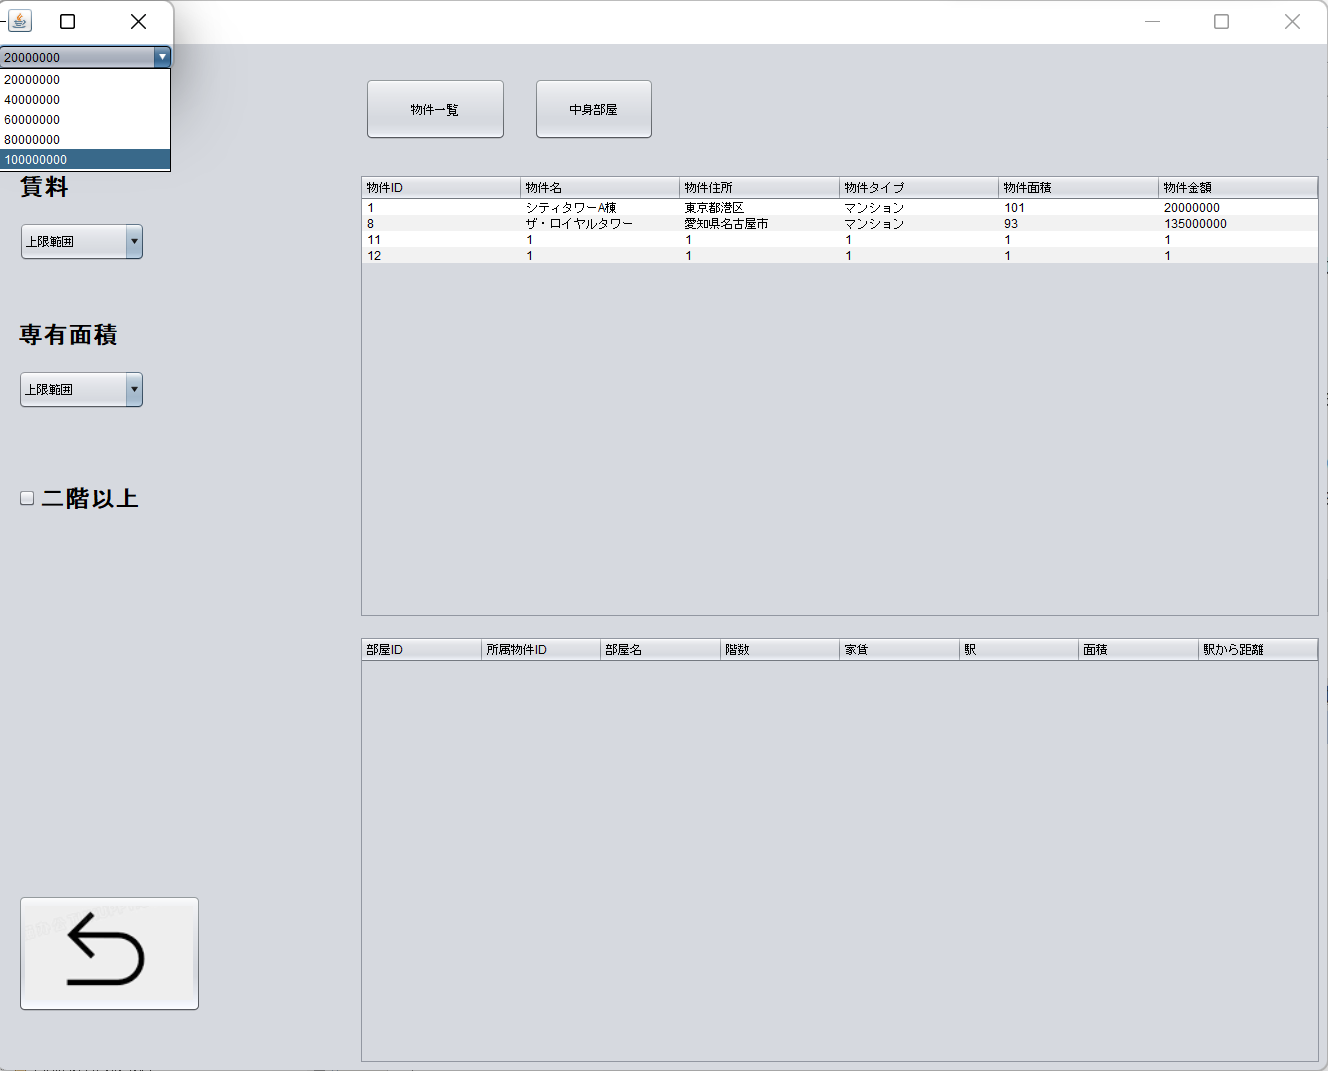 20000000
20000000
40000000
60000000
80000000
100000000
物件一覧 中身部屋
賃料
上限範囲
専有面積
上限範囲
二階以上
物件ID 物件名 物件住所 物件タイプ 物件面積 物件金額
1 シティタワーA棟 東京都港区 マンション 101 20000000
8 ザ・ロイヤルタワー 愛知県名古屋市 マンション 93 135000000
11 1 1 1 1 1
12 1 1 1 1 1
部屋ID 所属物件ID 部屋名 階数 家賃 駅 面積 駅から距離